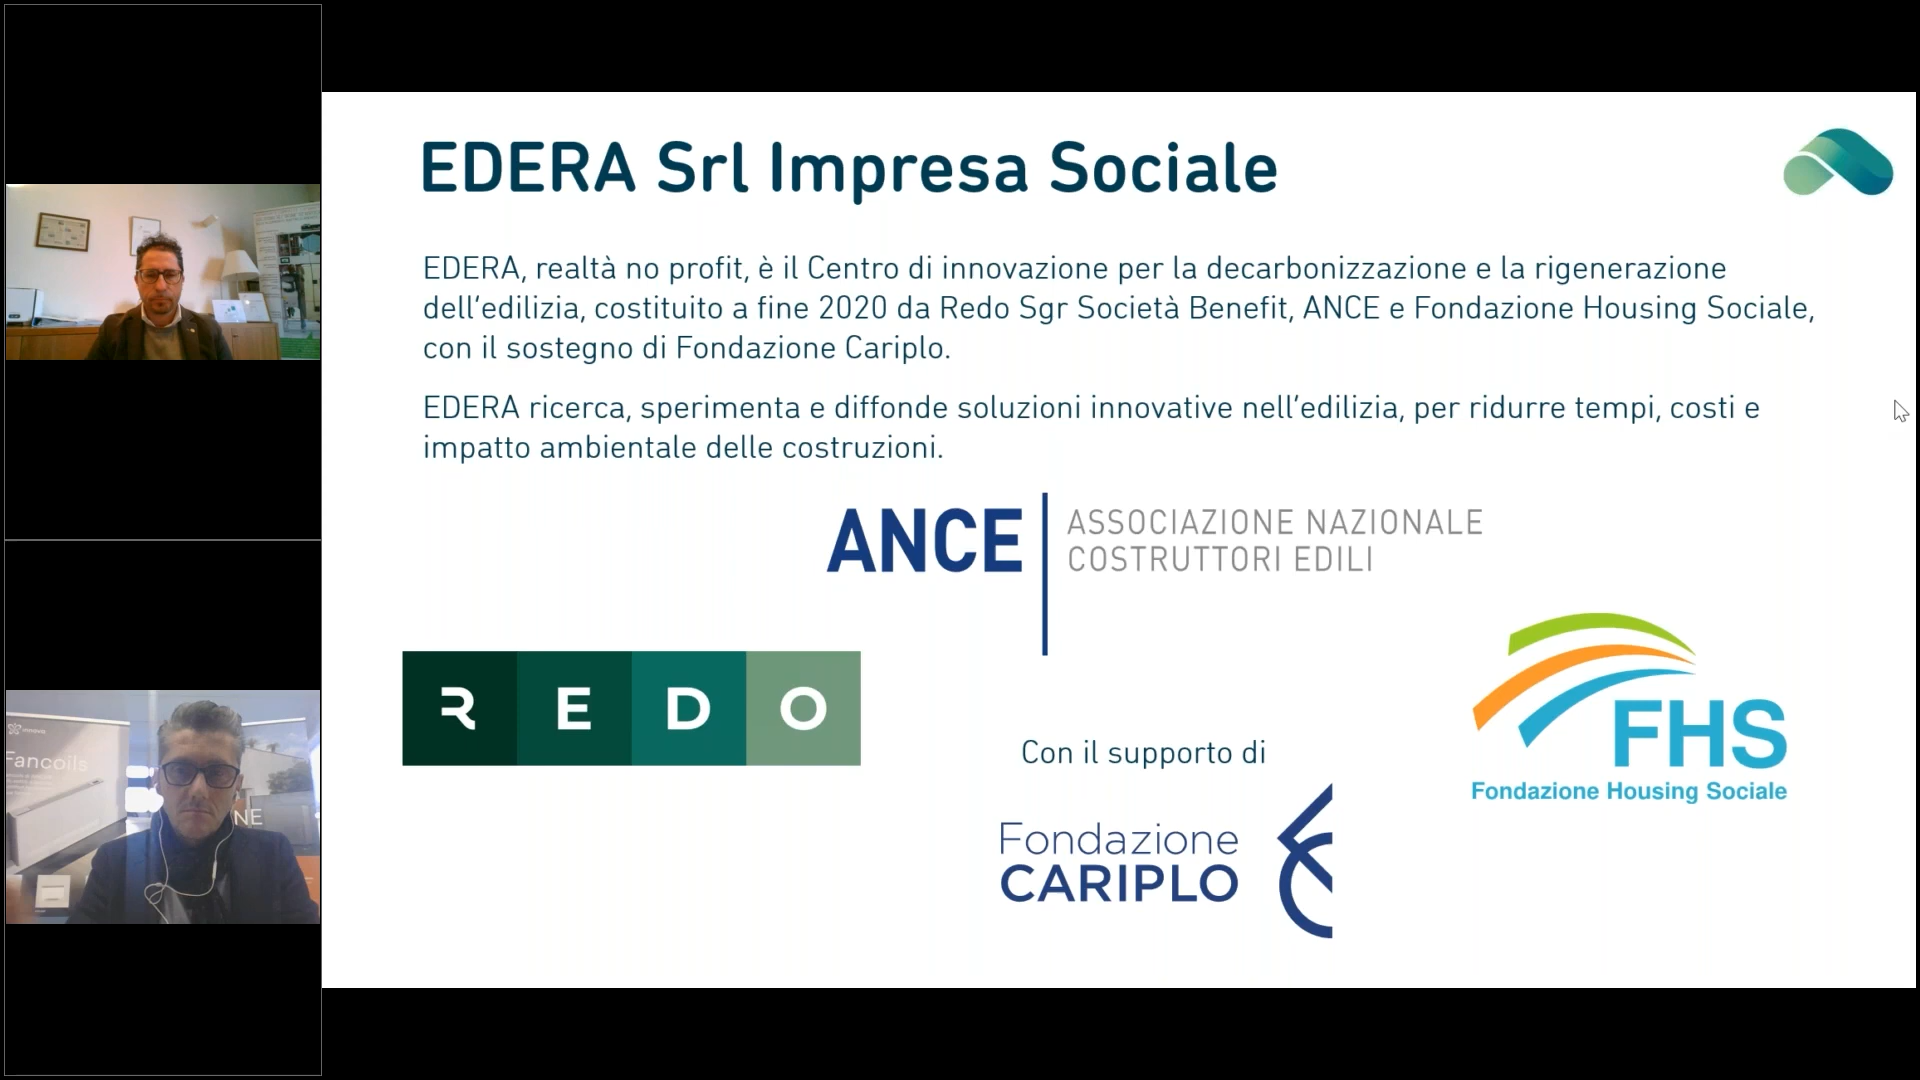 EDERA Srl Impresa Sociale
EDERA, realtà no profit, è il Centro di innovazione per la decarbonizzazione e la rigenerazione
dell'edilizia, costituito a fine 2020 da Redo Sgr Società Benefit, ANCE e Fondazione Housing Sociale,
con il sostegno di Fondazione Cariplo.
EDERA ricerca, sperimenta e diffonde soluzioni innovative nell'edilizia, per ridurre tempi, costi e
impatto ambientale delle costruzioni.
ANCE
ASSOCIAZIONE NAZIONALE
COSTRUTTORI EDILI
REDO
FHS
Fondazione Housing Sociale
Con il supporto di
Fondazione
CARIPLO
innova
Fancoils
NE